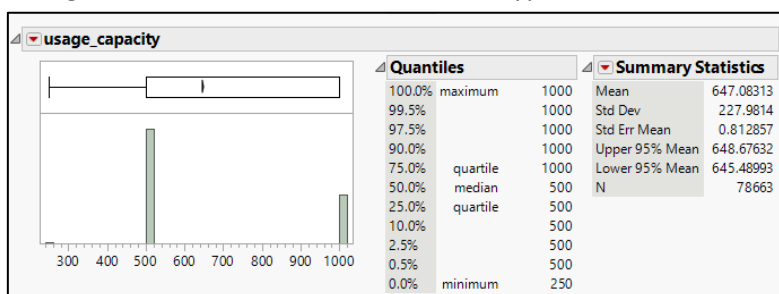 usage_capacity
300 400 500 600 700 800 900 1000
Quantiles
100.0% maximum 1000
99.5% 1000
97.5% 1000
90.0% 1000
75.0% quartile 1000
50.0% median 500
25.0% quartile 500
10.0% 500
2.5% 500
0.5% 500
0.0% minimum 250
Summary Statistics
Mean 647.08313
Std Dev 227.9814
Std Err Mean 0.812857
Upper 95% Mean 648.67632
Lower 95% Mean 645.48993
N 78663